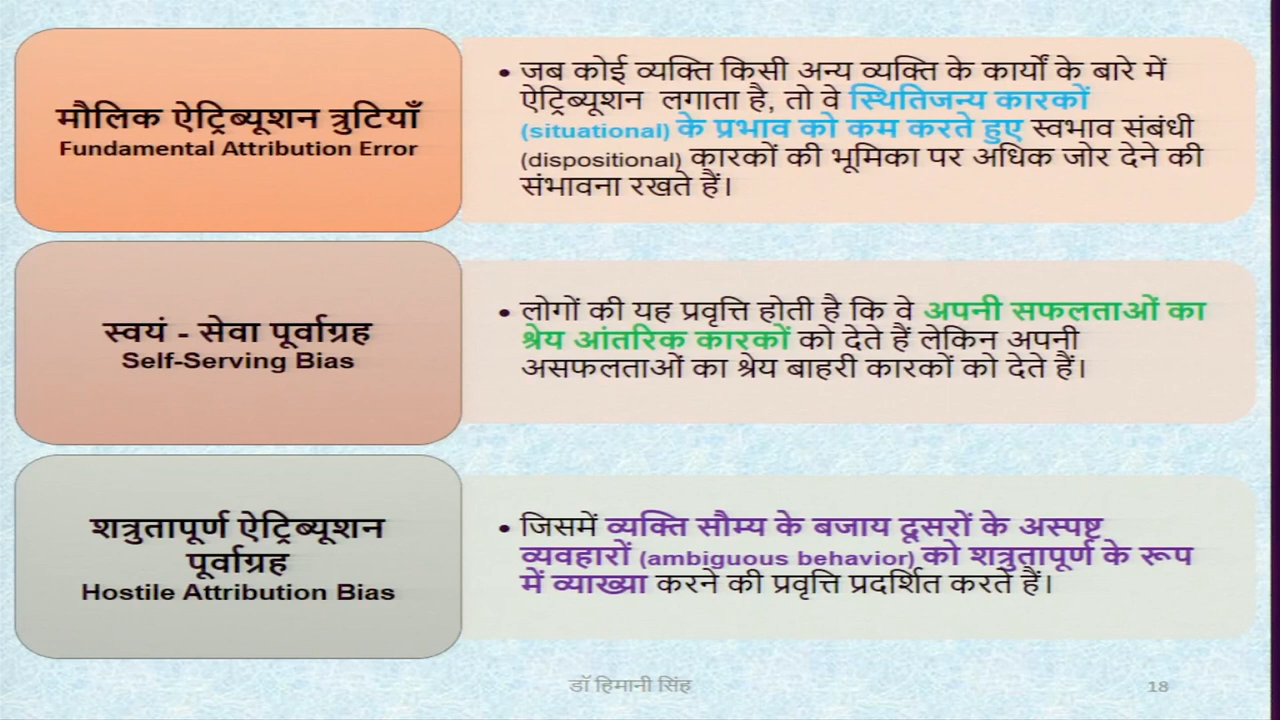 मौलिक ऐट्रिब्यूशन त्रुटियाँ
Fundamental Attribution Error
• जब कोई व्यक्ति किसी अन्य व्यक्ति के कार्यों के बारे में
ऐट्रिब्यूशन लगाता है, तो वे स्थितिजन्य कारकों
(situational) के प्रभाव को कम करते हुए स्वभाव संबंधी
(dispositional) कारकों की भूमिका पर अधिक जोर देने की
संभावना रखते हैं।
स्वयं - सेवा पूर्वाग्रह
Self-Serving Bias
• लोगों की यह प्रवृत्ति होती है कि वे अपनी सफलताओं का
श्रेय आंतरिक कारकों को देते हैं लेकिन अपनी
असफलताओं का श्रेय बाहरी कारकों को देते हैं।
शत्रुतापूर्ण ऐट्रिब्यूशन
पूर्वाग्रह
Hostile Attribution Bias
• जिसमें व्यक्ति सौम्य के बजाय दूसरों के अस्पष्ट
व्यवहारों (ambiguous behavior) को शत्रुतापूर्ण के रूप
में व्याख्या करने की प्रवृत्ति प्रदर्शित करते हैं।
डॉ हिमानी सिंह
18